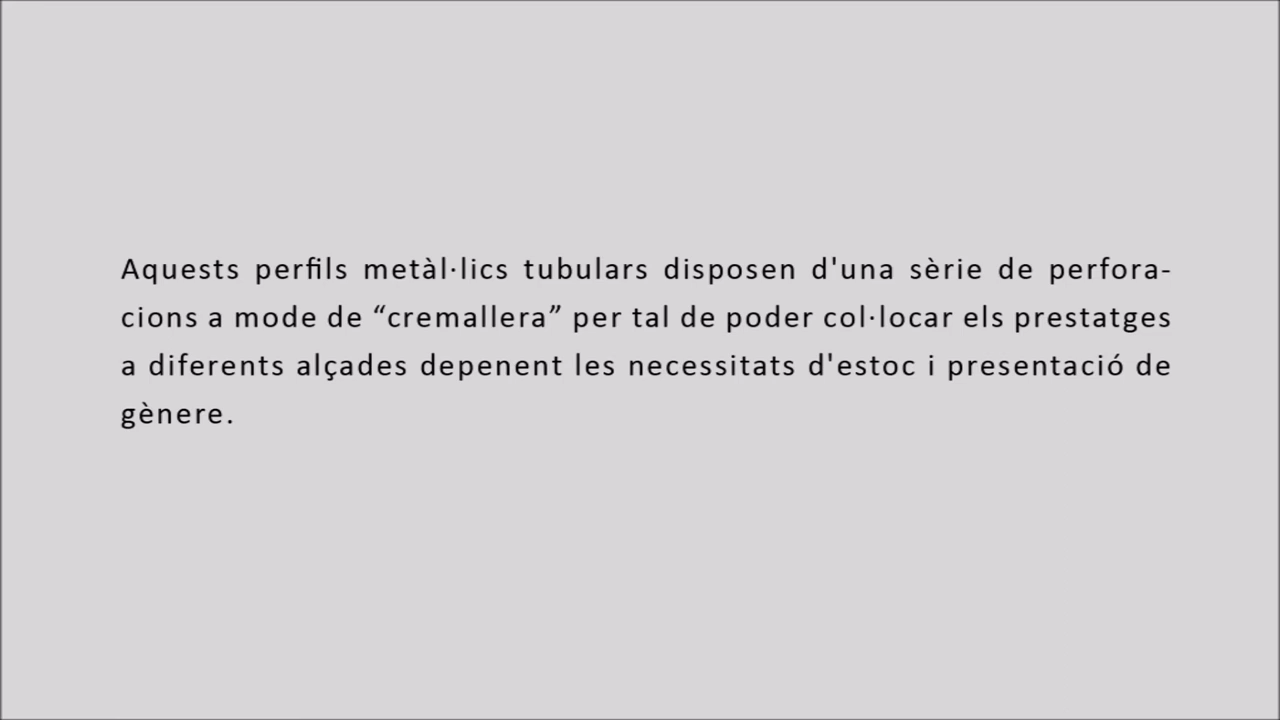 Aquests perfils metàl·lics tubulars disposen d'una sèrie de perfora-
cions a mode de “cremallera” per tal de poder col·locar els prestatges
a diferents alçades depenent les necessitats d'estoc i presentació de
gènere.